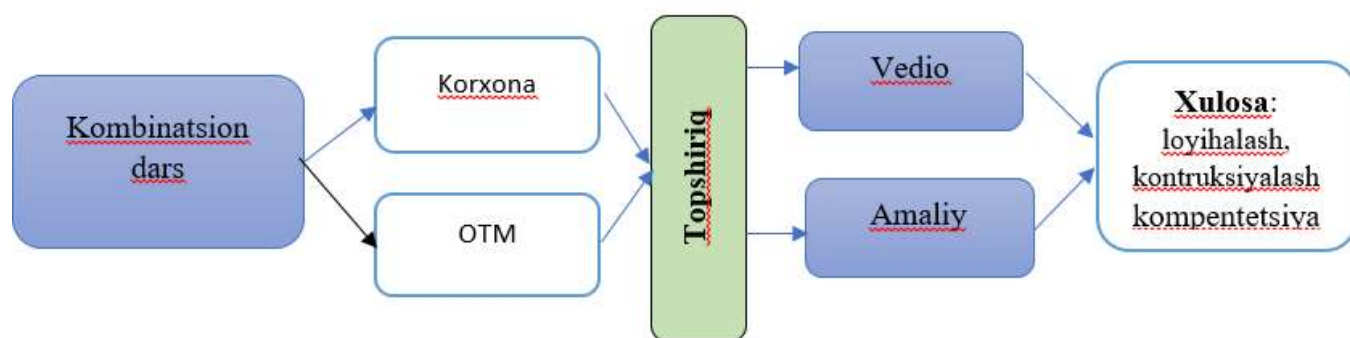 Kombinatsion
dars
Korxona
OTM
Topshiriq
Vedio
Amaliy
Xulosa:
loyihalash,
kontruksiyalash
kompentetsiya